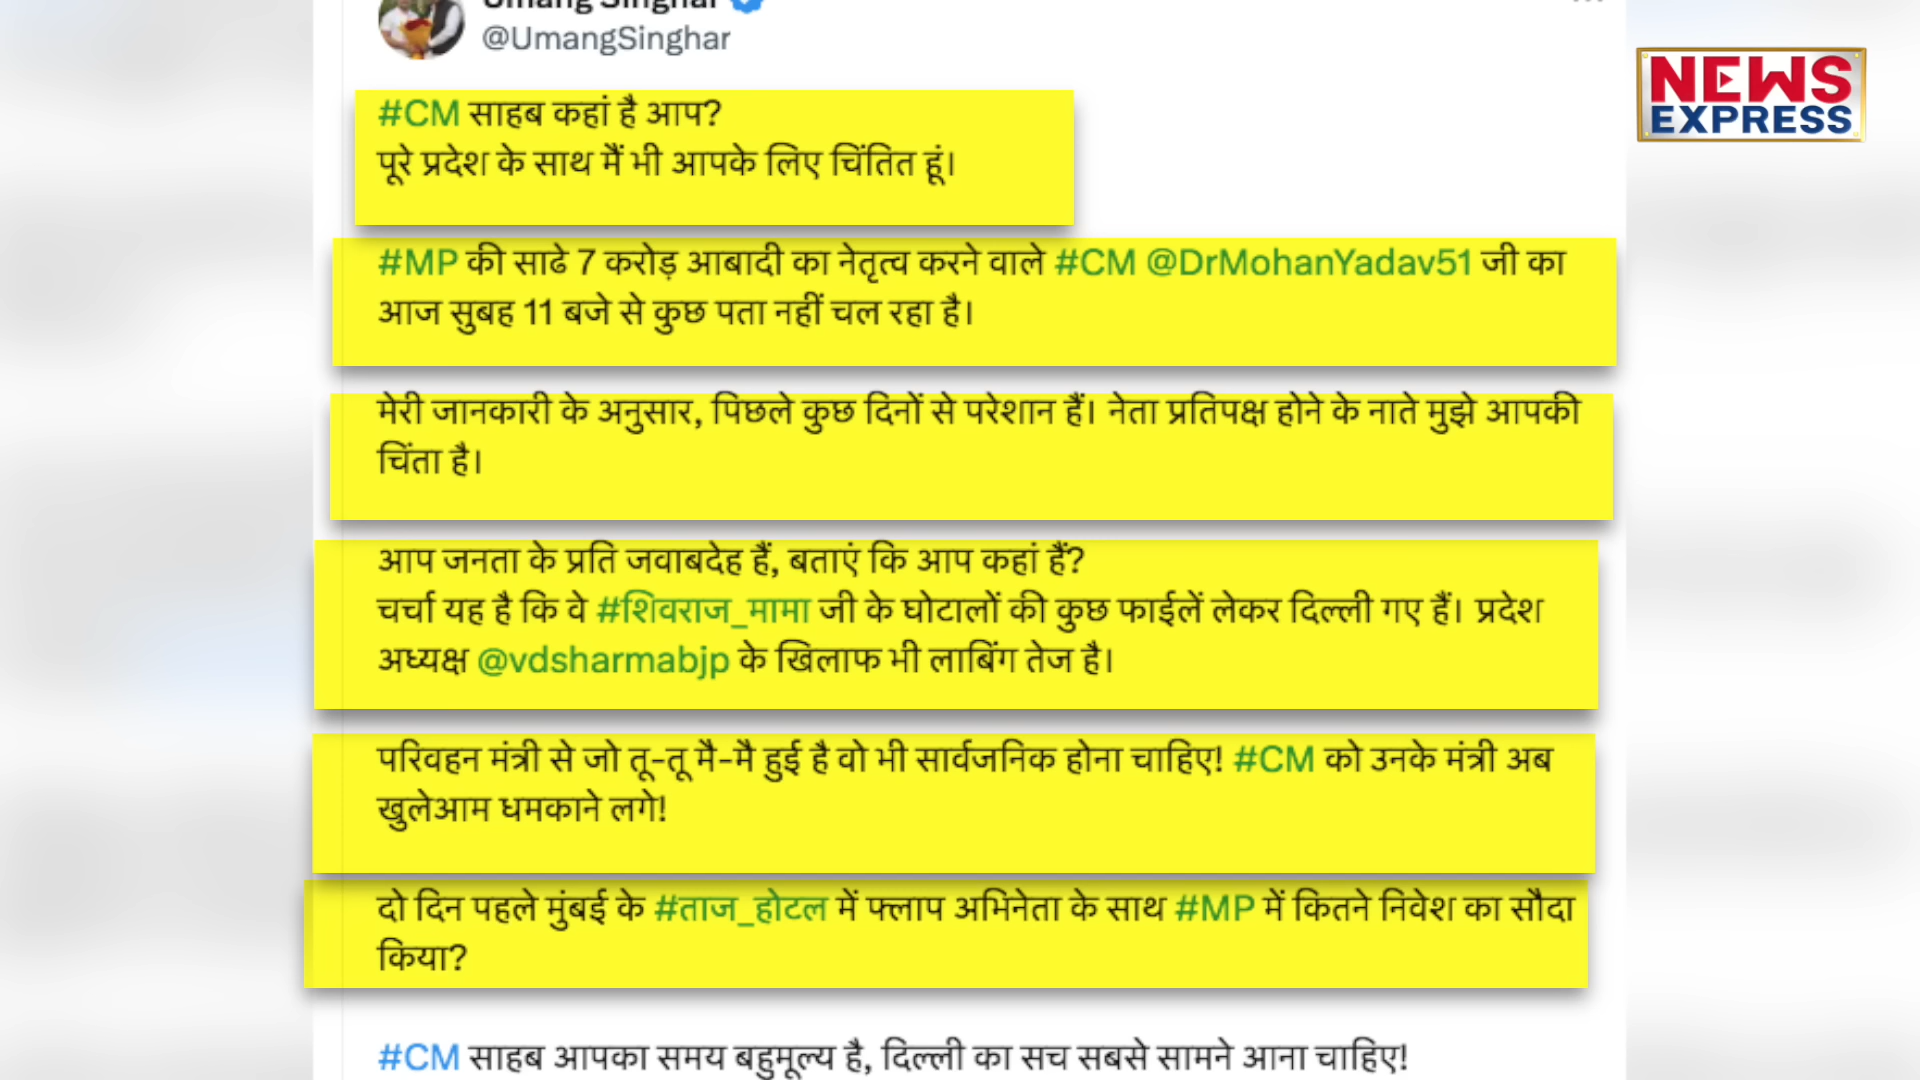 Umang Singhar
@UmangSinghar
NEWS
EXPRESS
#CM साहब कहां है आप?
पूरे प्रदेश के साथ मैं भी आपके लिए चिंतित हूं।
#MP की साढे 7 करोड़ आबादी का नेतृत्व करने वाले #CM @DrMohanYadav51 जी का
आज सुबह 11 बजे से कुछ पता नहीं चल रहा है।
मेरी जानकारी के अनुसार, पिछले कुछ दिनों से परेशान हैं। नेता प्रतिपक्ष होने के नाते मुझे आपकी
चिंता है।
आप जनता के प्रति जवाबदेह हैं, बताएं कि आप कहां हैं?
चर्चा यह है कि वे #शिवराज_मामा जी के घोटालों की कुछ फाईलें लेकर दिल्ली गए हैं। प्रदेश
अध्यक्ष @vdsharmabjp के खिलाफ भी लाबिंग तेज है।
परिवहन मंत्री से जो तू-तू मै-मै हुई है वो भी सार्वजनिक होना चाहिए! #CM को उनके मंत्री अब
खुलेआम धमकाने लगे!
दो दिन पहले मुंबई के #ताज_होटल में फ्लाप अभिनेता के साथ #MP में कितने निवेश का सौदा
किया?
#CM साहब आपका समय बहुमूल्य है, दिल्ली का सच सबसे सामने आना चाहिए!